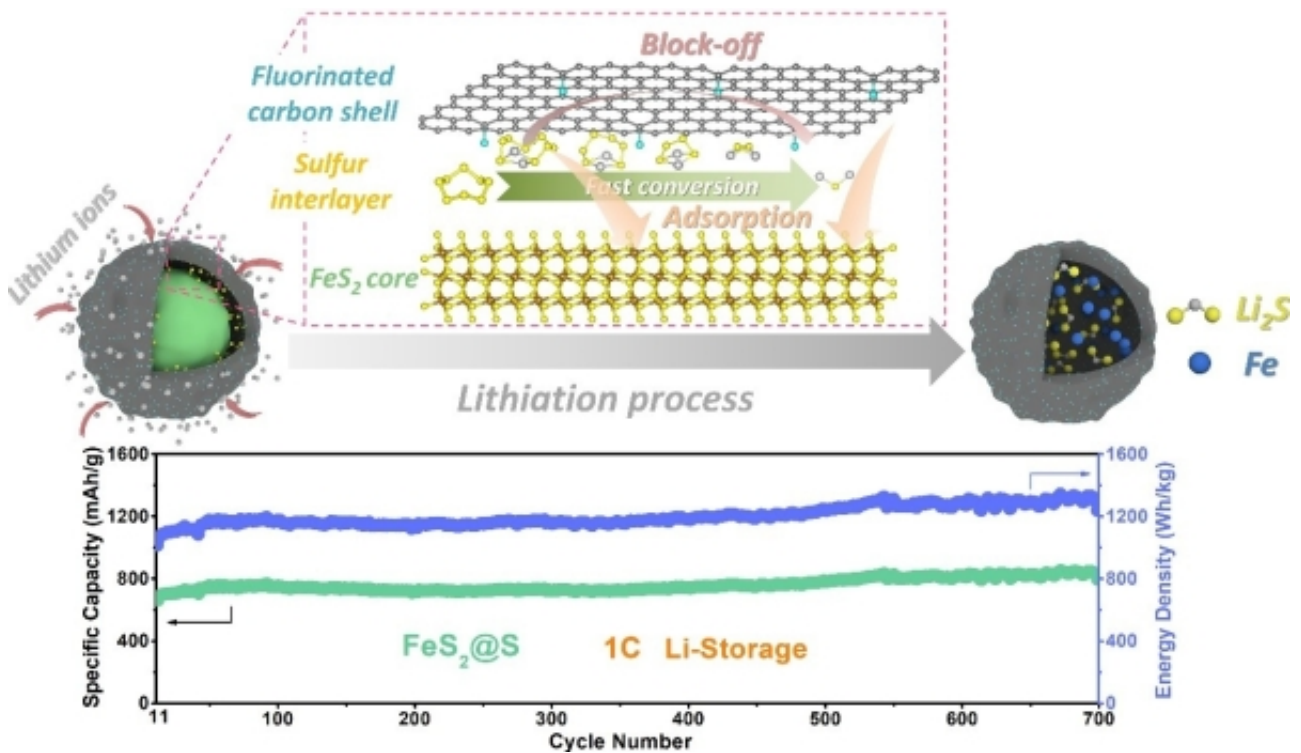 Block-off
Fluorinated
carbon shell
Sulfur
interlayer
Fast conversion
Adsorption
FeS₂ core
Lithium ions
Li₂S
Fe
Lithiation process
Specific Capacity (mAh/g)
1600
1200
800
400
0
1600
1200
800
400
0
Energy Density (Wh/kg)
FeS₂@S 1C Li-Storage
11 100 200 300 400 500 600 700
Cycle Number